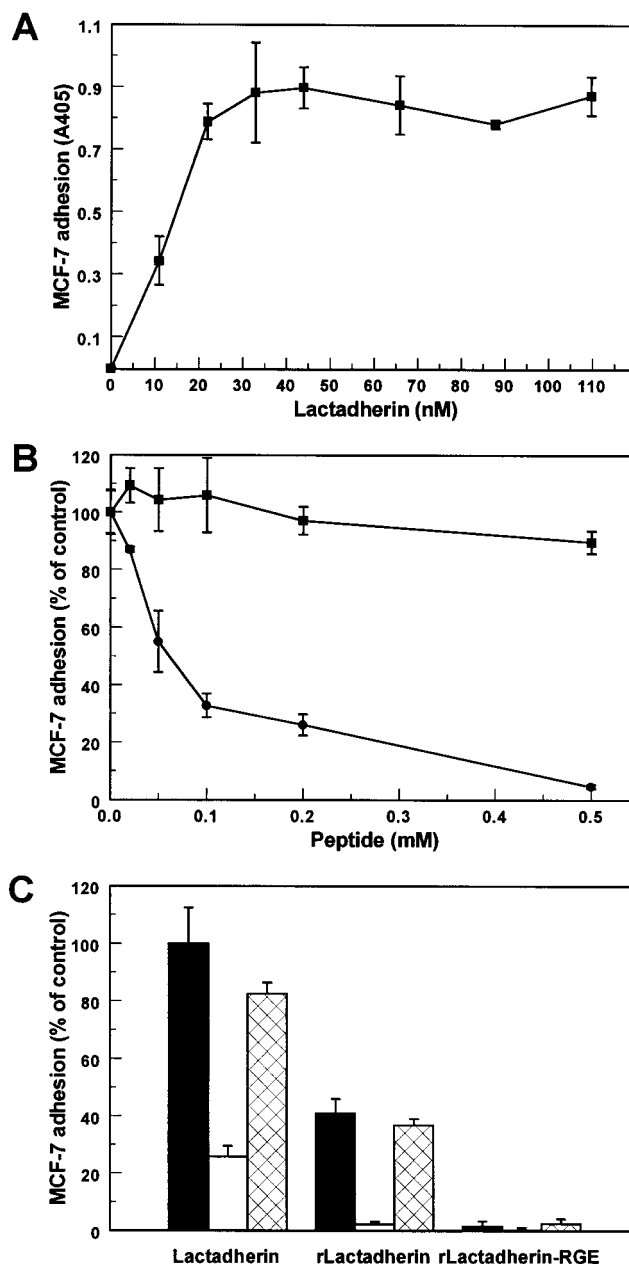 A
MCF-7 adhesion (A405)
1.1
0.9
0.7
0.5
0.3
0.1
0 10 20 30 40 50 60 70 80 90 100 110
Lactadherin (nM)
B
MCF-7 adhesion (% of control)
120
100
80
60
40
20
0
0.0 0.1 0.2 0.3 0.4 0.5
Peptide (mM)
C
MCF-7 adhesion (% of control)
120
100
80
60
40
20
0
Lactadherin rLactadherin rLactadherin-RGE